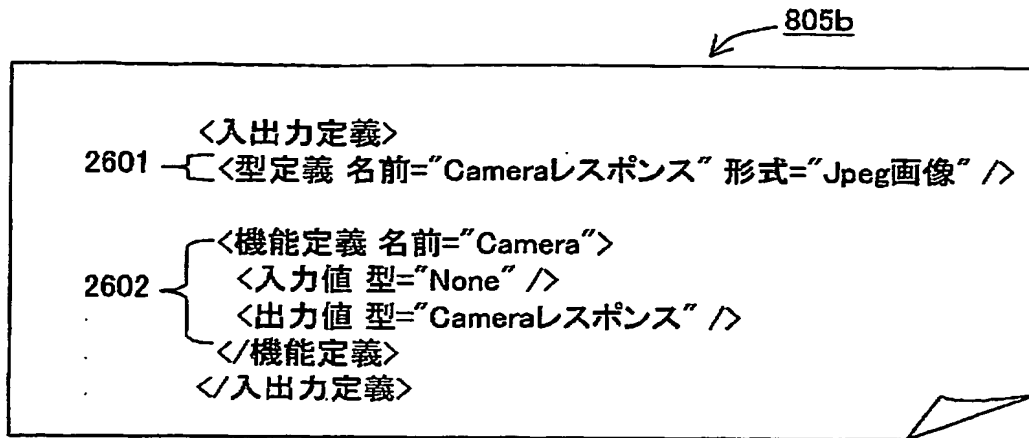 805b
<入出力定義>
2601 <型定義 名前="Cameraレスポンス" 形式="Jpeg画像" />
<機能定義 名前="Camera">
<入力値 型="None" />
2602 <出力値 型="Cameraレスポンス" />
</機能定義>
</入出力定義>